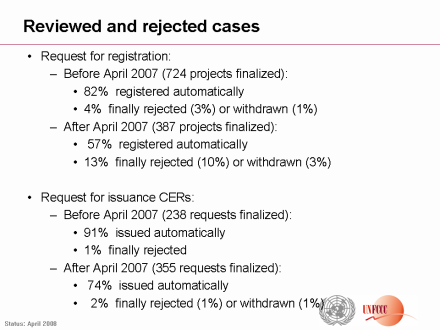 Reviewed and rejected cases
• Request for registration:
– Before April 2007 (724 projects finalized):
• 82% registered automatically
• 4% finally rejected (3%) or withdrawn (1%)
– After April 2007 (387 projects finalized):
• 57% registered automatically
• 13% finally rejected (10%) or withdrawn (3%)
• Request for issuance CERs:
– Before April 2007 (238 requests finalized):
• 91% issued automatically
• 1% finally rejected
– After April 2007 (355 requests finalized):
• 74% issued automatically
• 2% finally rejected (1%) or withdrawn (1%)
UNFCCC
Status: April 2008